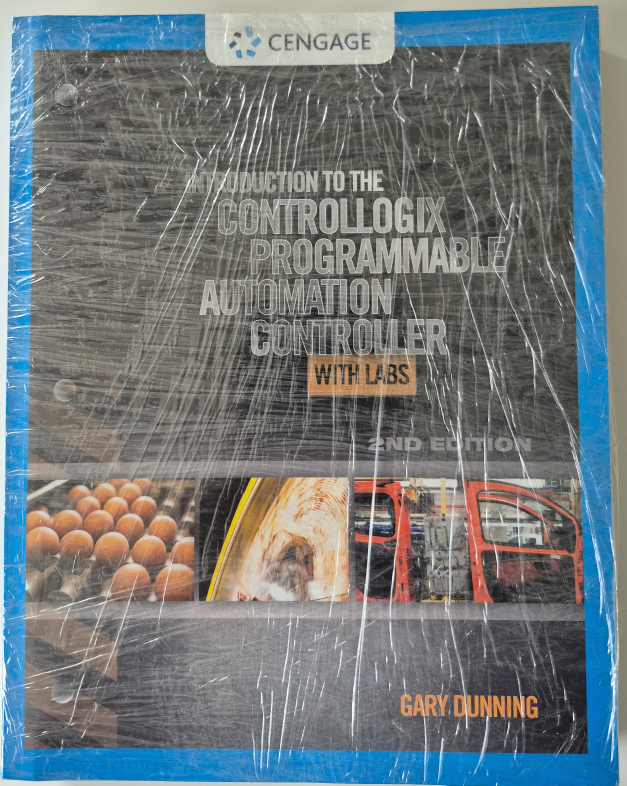 CENGAGE
INTRODUCTION TO THE
CONTROLLOGIX
PROGRAMMABLE
AUTOMATION
CONTROLLER
WITH LABS
2ND EDITION
GARY DUNNING